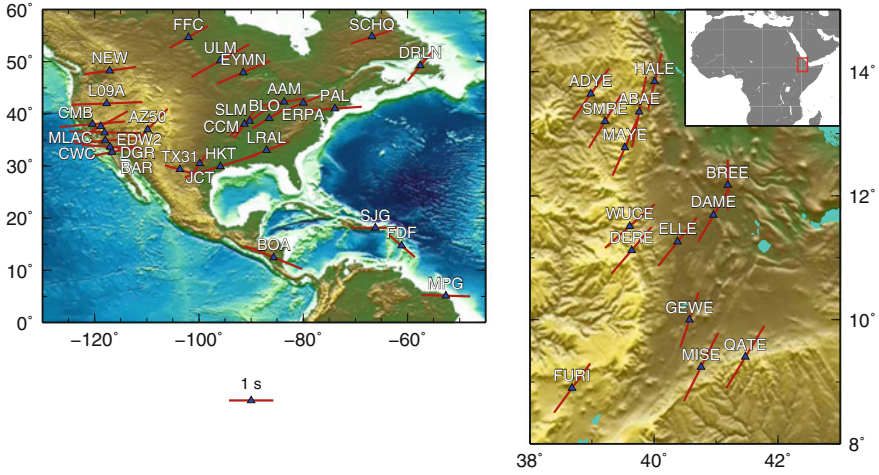 60°
50°
40°
30°
20°
10°
0°
−120°
−100°
−80°
−60°
FFC
SCHQ
ULM
DRLN
NEW
EYMN
L09A
AAM
PAL
CMB
AZ50
SLM
BLO
ERPA
CCM
MLAC
EDW2
LRAL
CWC
DGR
TX31
HKT
BAR
JCT
SJG
FDF
BOA
MPG
1 s
14°
12°
10°
8°
38°
40°
42°
HALE
ADYE
ABAE
SMRE
MAYE
BREE
DAME
WUCE
ELLE
DERE
GEWE
QATE
MISE
FURI